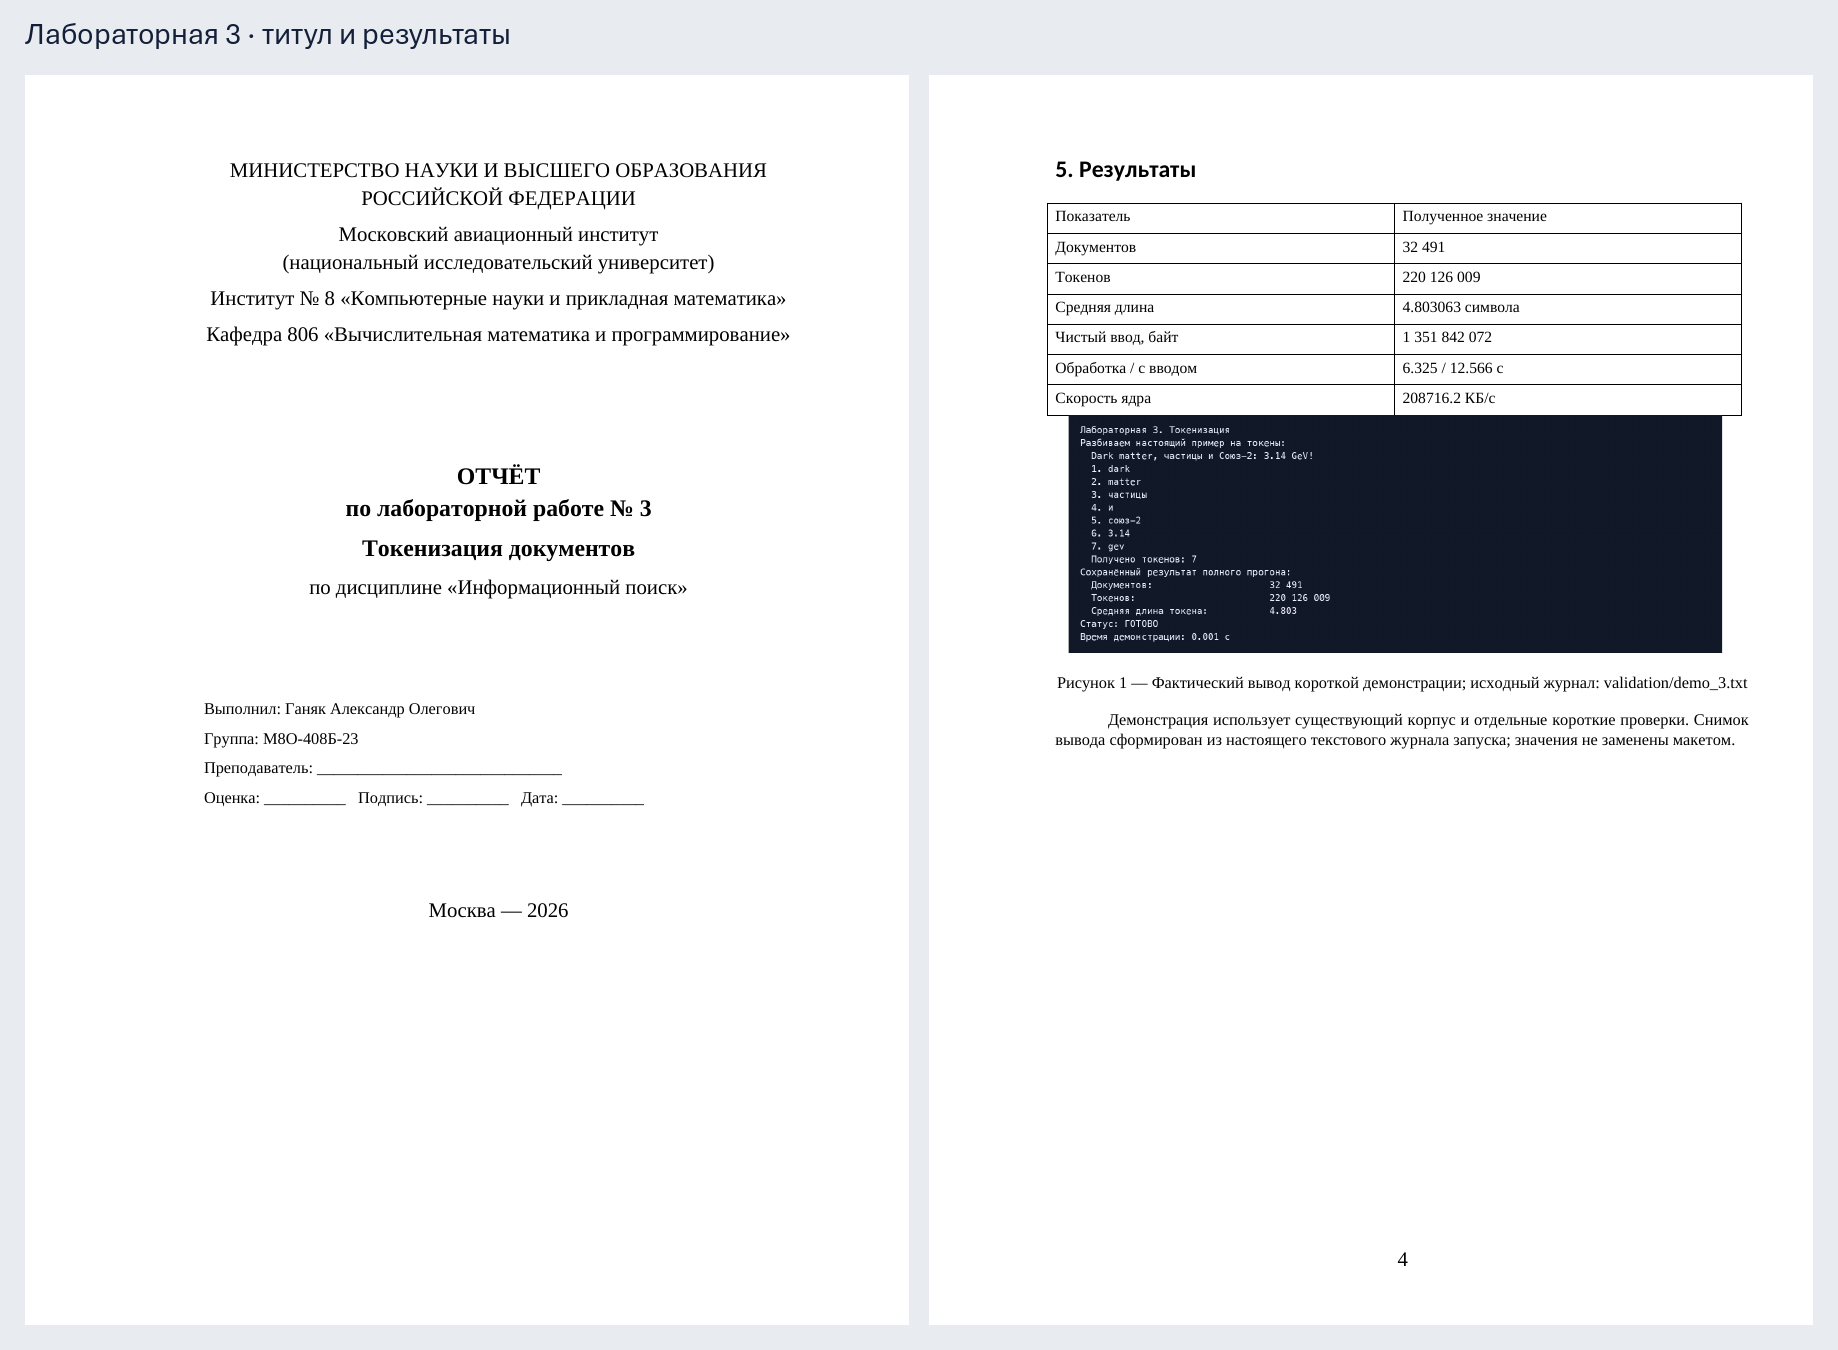 Лабораторная 3 · титул и результаты
МИНИСТЕРСТВО НАУКИ И ВЫСШЕГО ОБРАЗОВАНИЯ
РОССИЙСКОЙ ФЕДЕРАЦИИ
Московский авиационный институт
(национальный исследовательский университет)
Институт № 8 «Компьютерные науки и прикладная математика»
Кафедра 806 «Вычислительная математика и программирование»
ОТЧЁТ
по лабораторной работе № 3
Токенизация документов
по дисциплине «Информационный поиск»
Выполнил: Ганяк Александр Олегович
Группа: М8О-408Б-23
Преподаватель: ______________________________
Оценка: __________ Подпись: __________ Дата: __________
Москва — 2026
5. Результаты
Показатель Полученное значение
Документов 32 491
Токенов 220 126 009
Средняя длина 4.803063 символа
Чистый ввод, байт 1 351 842 072
Обработка / с вводом 6.325 / 12.566 с
Скорость ядра 208716.2 КБ/с
Лабораторная 3. Токенизация
Разбиваем настоящий пример на токены:
Dark matter, частицы и Союз-2: 3.14 GeV!
1. dark
2. matter
3. частицы
4. и
5. союз-2
6. 3.14
7. gev
Получено токенов: 7
Сохранённый результат полного прогона:
Документов: 32 491
Токенов: 220 126 009
Средняя длина токена: 4.803
Статус: ГОТОВО
Время демонстрации: 0.001 с
Рисунок 1 — Фактический вывод короткой демонстрации; исходный журнал: validation/demo_3.txt
Демонстрация использует существующий корпус и отдельные короткие проверки. Снимок
вывода сформирован из настоящего текстового журнала запуска; значения не заменены макетом.
4